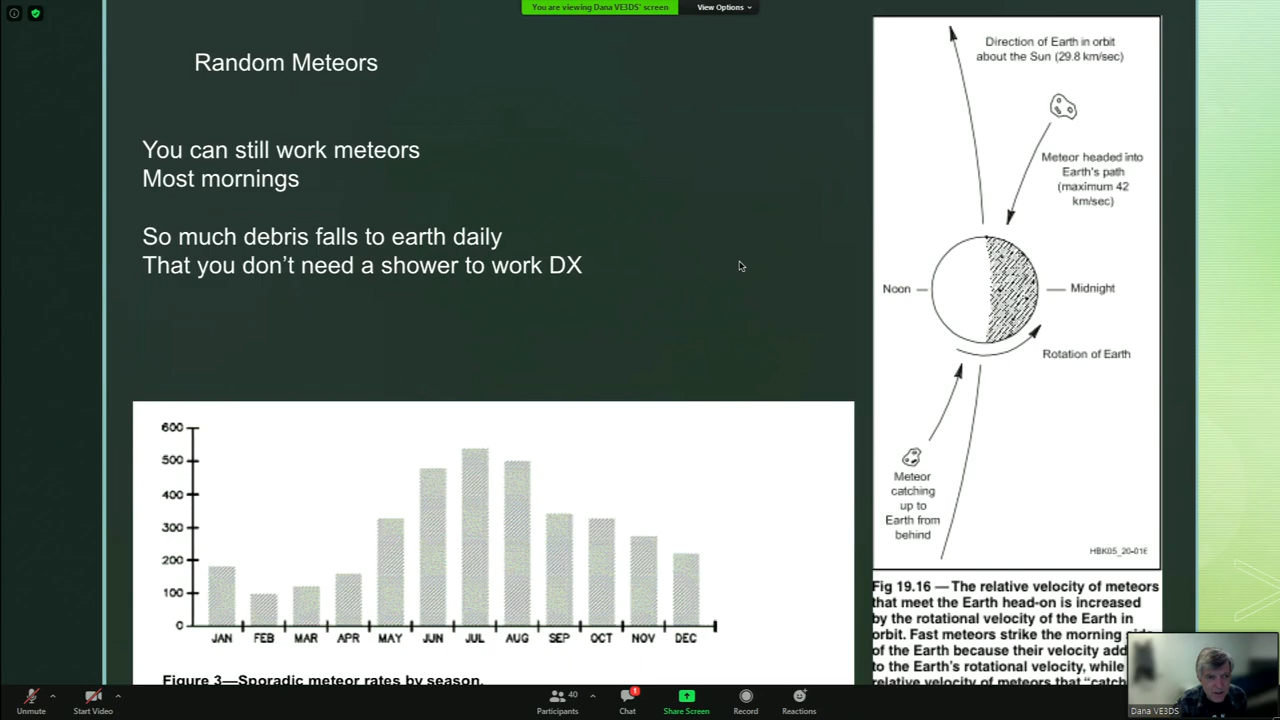 You are viewing Dana VE3DS' screen
View Options
Random Meteors
You can still work meteors
Most mornings
So much debris falls to earth daily
That you don't need a shower to work DX
600
500
400
300
200
100
0
JAN FEB MAR APR MAY JUN JUL AUG SEP OCT NOV DEC
Figure 3—Sporadic meteor rates by season.
Direction of Earth in orbit
about the Sun (29.8 km/sec)
Meteor headed into
Earth's path
(maximum 42
km/sec)
Noon
Midnight
Rotation of Earth
Meteor
catching
up to
Earth from
behind
HBK05_20-016
Fig 19.16 — The relative velocity of meteors
that meet the Earth head-on is increased
by the rotational velocity of the Earth in
orbit. Fast meteors strike the morning
of the Earth because their velocity
to the Earth's rotational velocity, while
relative velocity of meteors that
Dana VE3DS
Unmute
Start Video
40
Participants
1
Chat
Share Screen
Record
Reactions